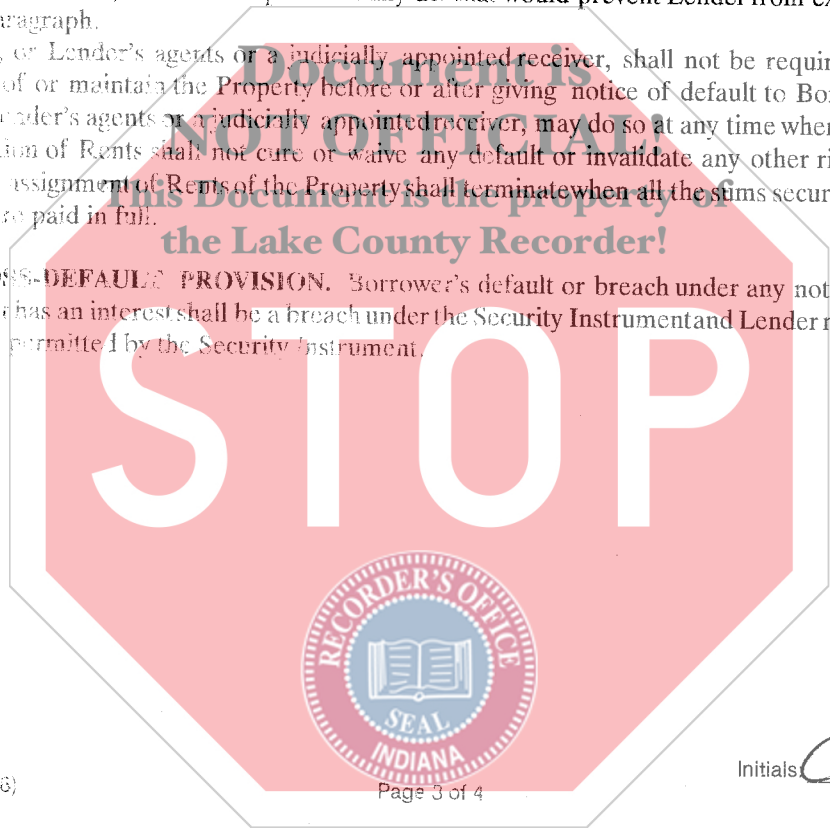 aragraph.
, or Lender's agents or a judicially appointed receiver, shall not be requir
Document is
of or maintain the Property before or after giving notice of default to Bor
nder's agents or a judicially appointed receiver, may do so at any time when
NOT OFFICIAL!
ion of Rents shall not cure or waive any default or invalidate any other ri
assignment of Rents of the Property shall terminate when all the sums secur
This Document is the property of
re paid in full.
the Lake County Recorder!
SS-DEFAULT PROVISION. Borrower's default or breach under any not
has an interest shall be a breach under the Security Instrument and Lender
permitted by the Security Instrument.
STOP
RECORDER'S OFFICE
SEAL
INDIANA
Initials:
Page 3 of 4